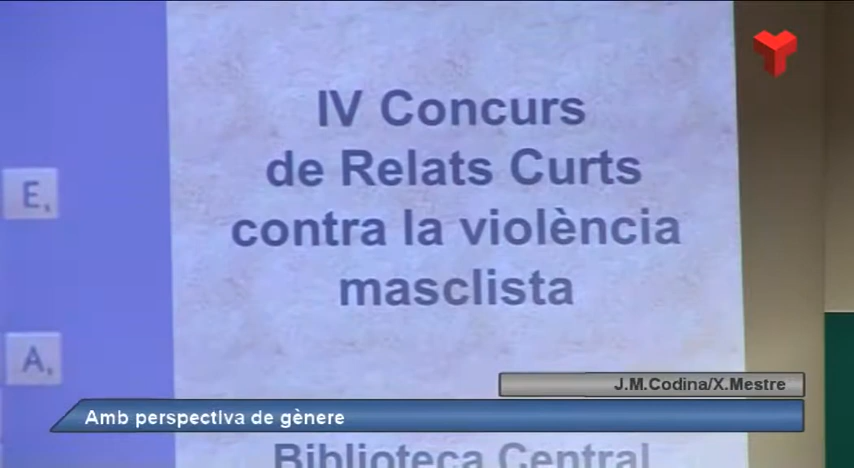 IV Concurs
de Relats Curts
contra la violència
masclista
E
A
J.M.Codina/X.Mestre
Amb perspectiva de gènere
Biblioteca Central